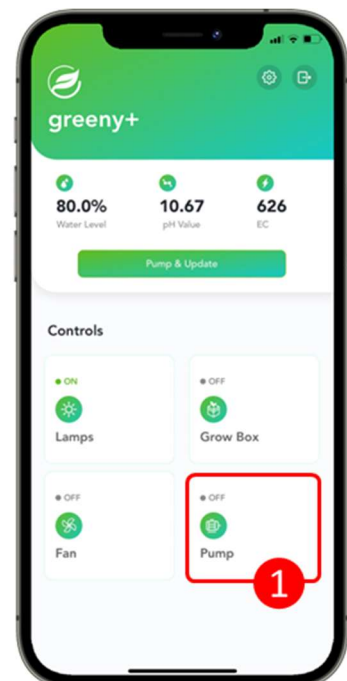 greeny+
80.0% 10.67 626
Water Level pH Value EC
Pump & Update
Controls
ON OFF
Lamps Grow Box
OFF OFF
Fan Pump
1